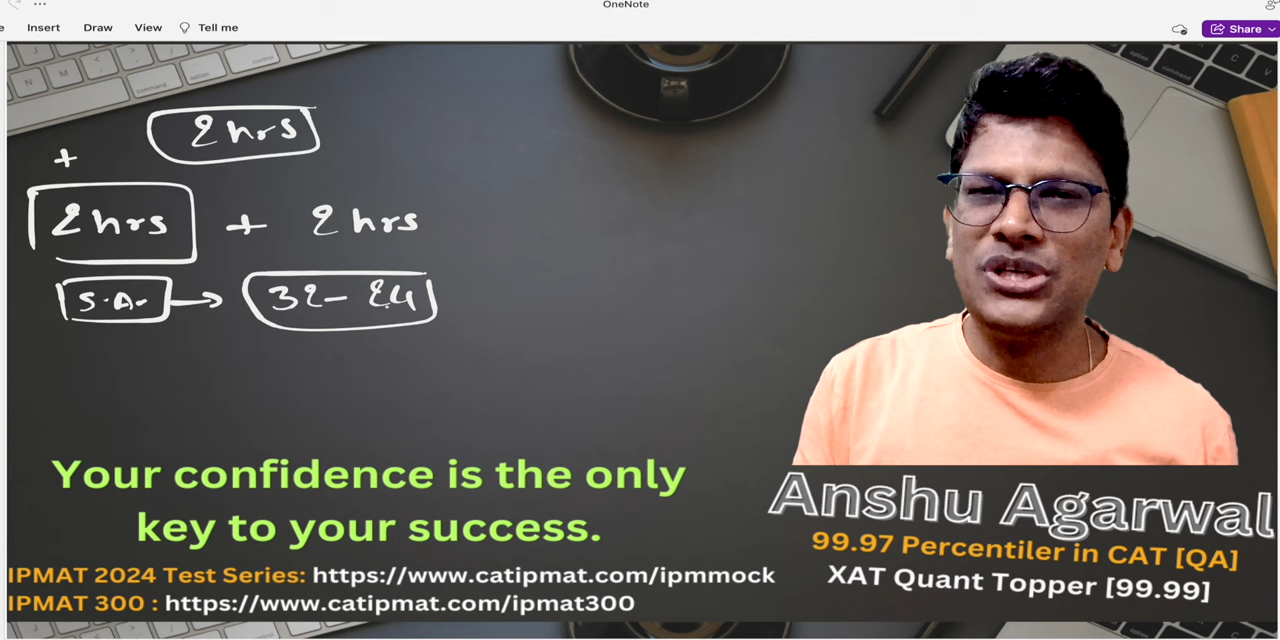 OneNote
Insert Draw View Tell me
Share
2 hrs
+
2 hrs + 2 hrs
S.A. → 32 - 24
Your confidence is the only
key to your success.
Anshu Agarwal
99.97 Percentiler in CAT [QA]
XAT Quant Topper [99.99]
IPMAT 2024 Test Series: https://www.catipmat.com/ipmmock
IPMAT 300 : https://www.catipmat.com/ipmat300